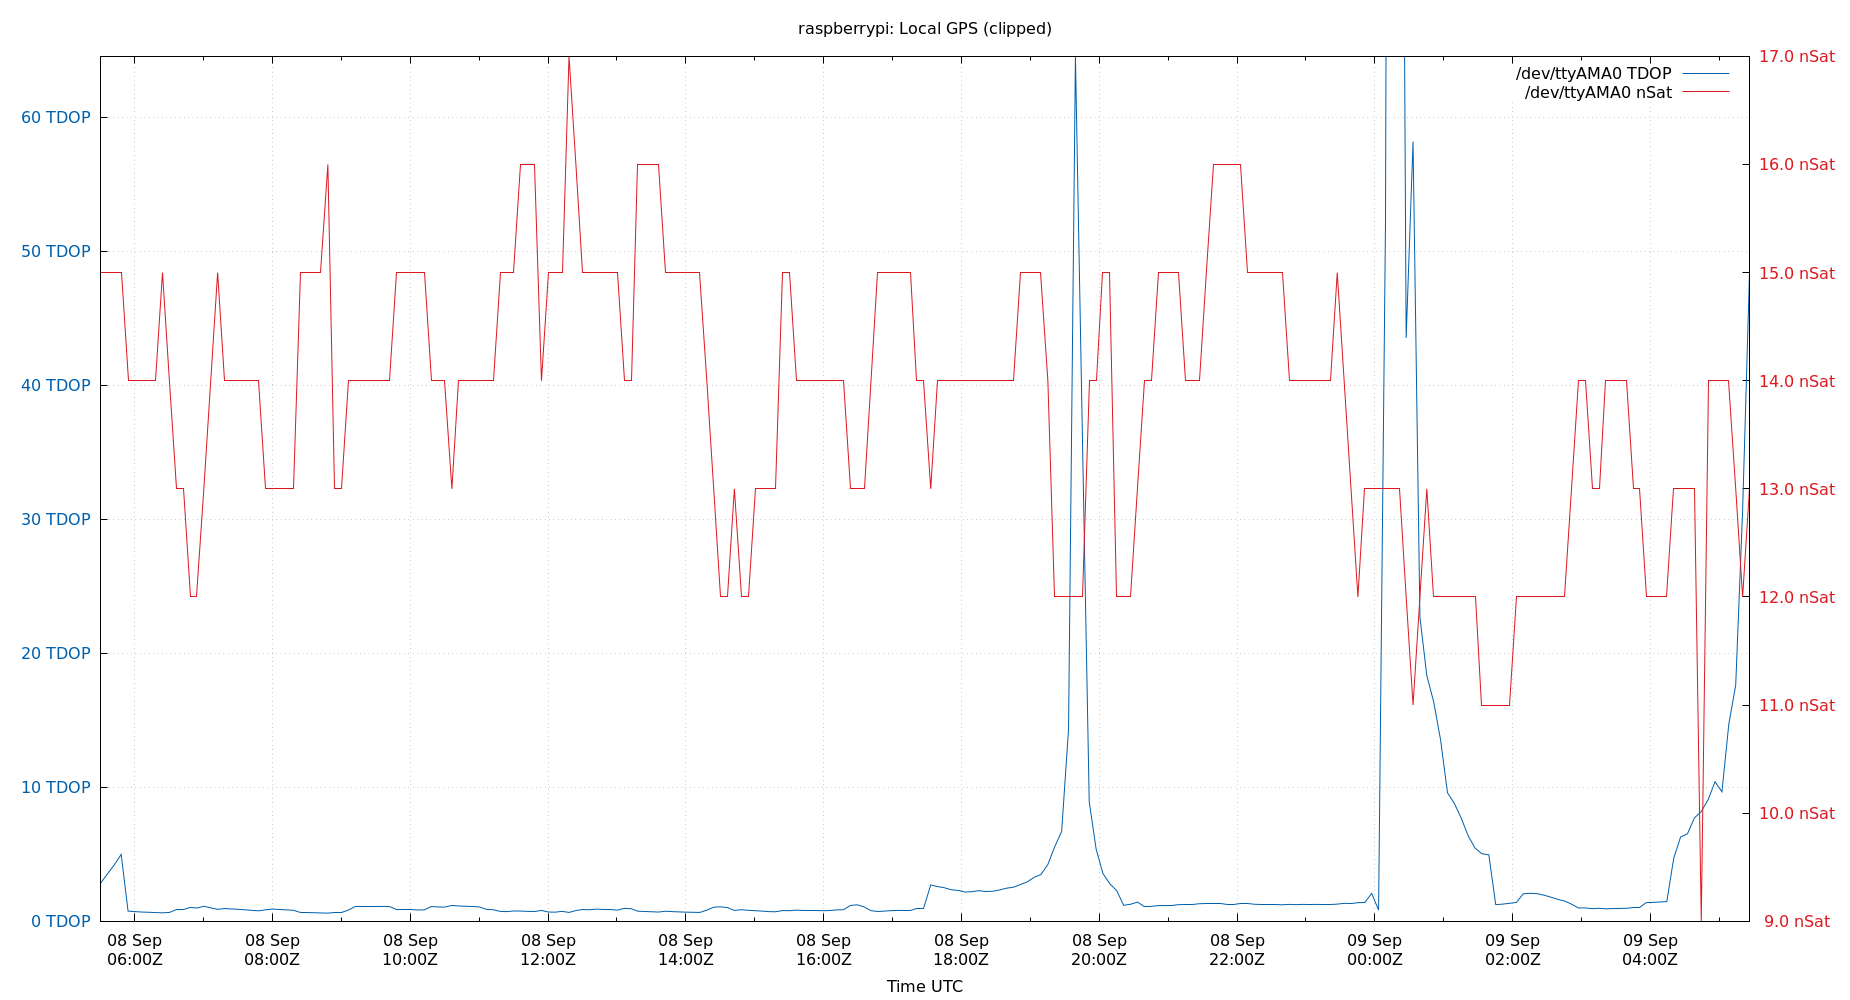 raspberrypi: Local GPS (clipped)
17.0 nSat
/dev/ttyAMA0 TDOP
/dev/ttyAMA0 nSat
60 TDOP
16.0 nSat
50 TDOP
15.0 nSat
40 TDOP
14.0 nSat
13.0 nSat
30 TDOP
12.0 nSat
20 TDOP
11.0 nSat
10 TDOP
10.0 nSat
0 TDOP
9.0 nSat
08 Sep 08 Sep 08 Sep 08 Sep 08 Sep 08 Sep 08 Sep 08 Sep 08 Sep 09 Sep 09 Sep 09 Sep
06:00Z 08:00Z 10:00Z 12:00Z 14:00Z 16:00Z 18:00Z 20:00Z 22:00Z 00:00Z 02:00Z 04:00Z
Time UTC